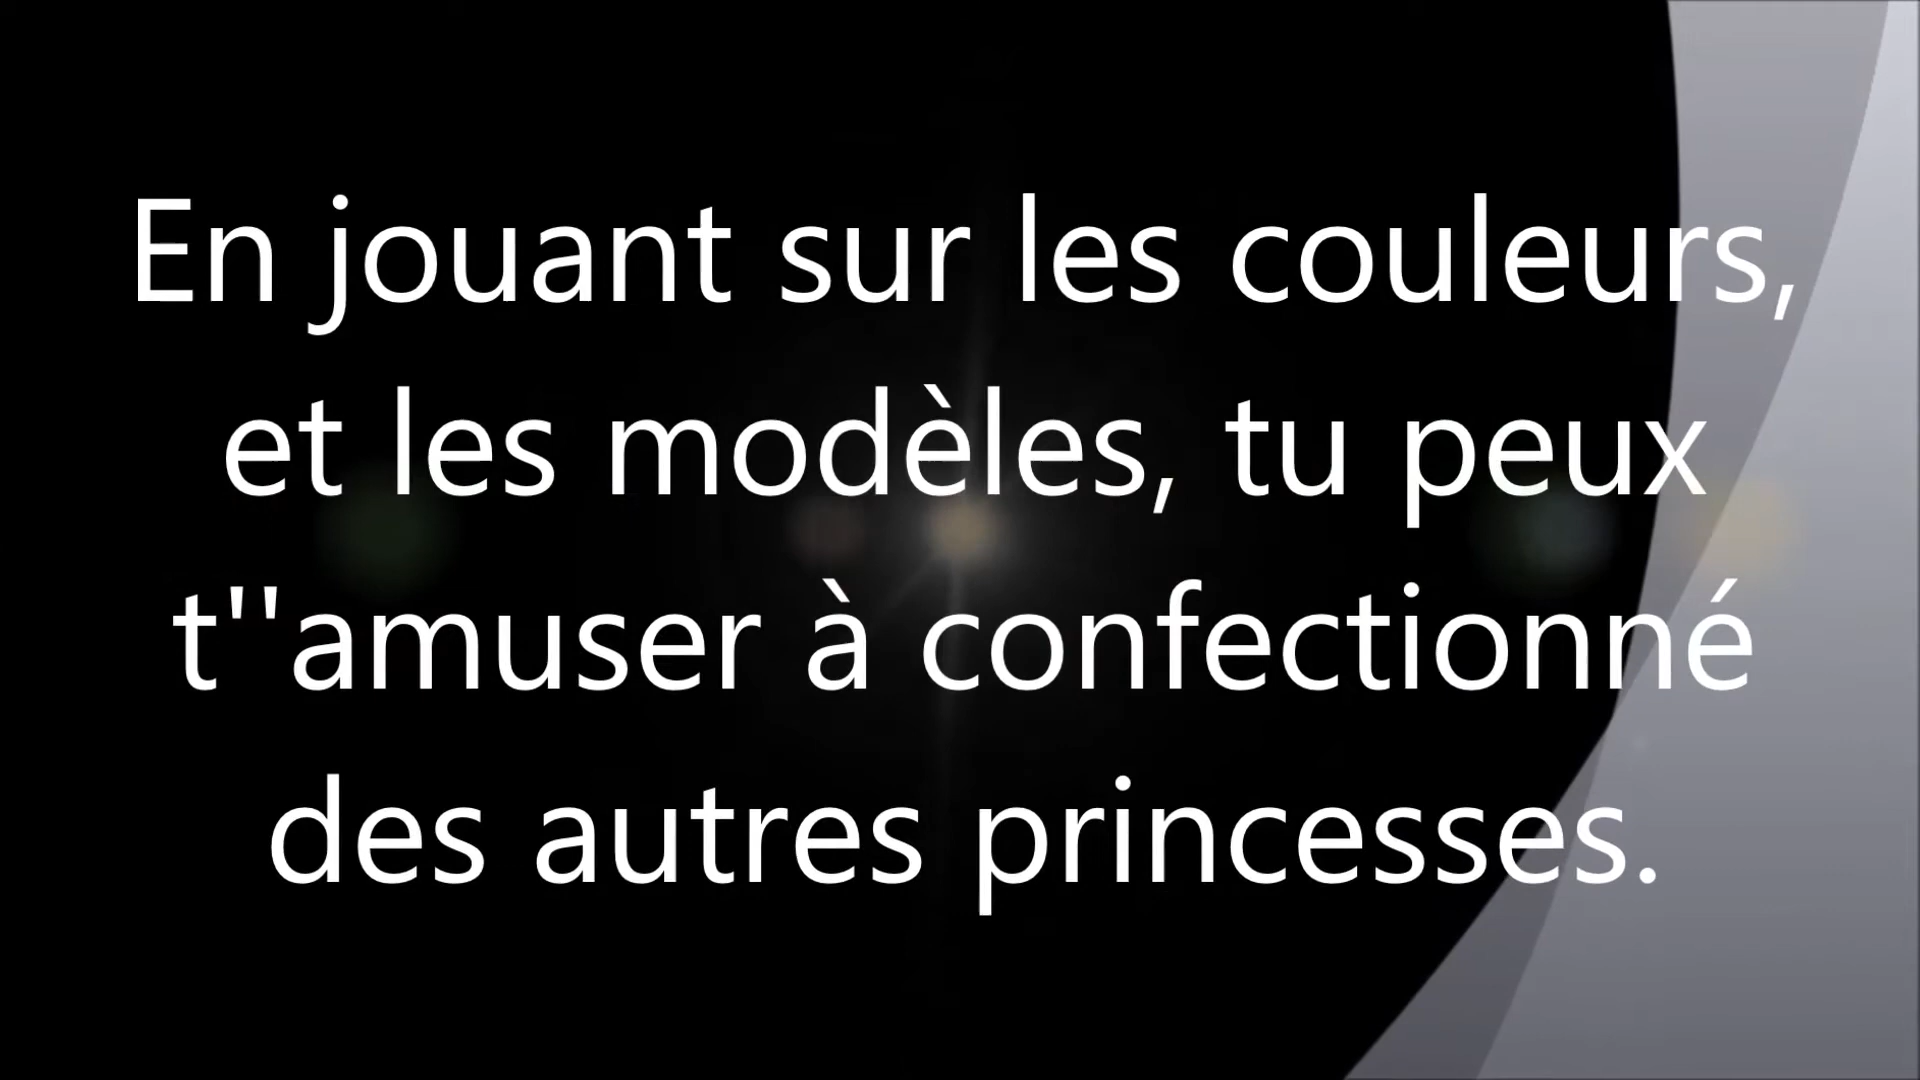 En jouant sur les couleurs,
et les modèles, tu peux
t''amuser à confectionné
des autres princesses.